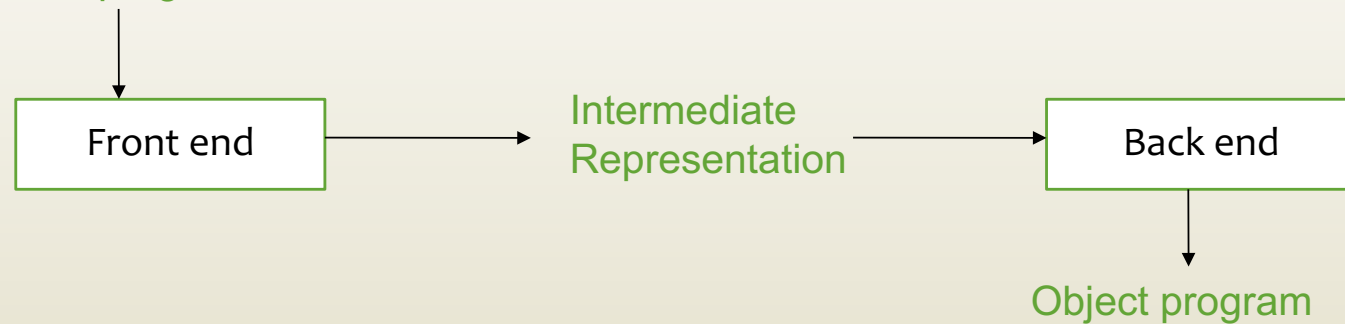 Front end
Intermediate
Representation
Back end
Object program